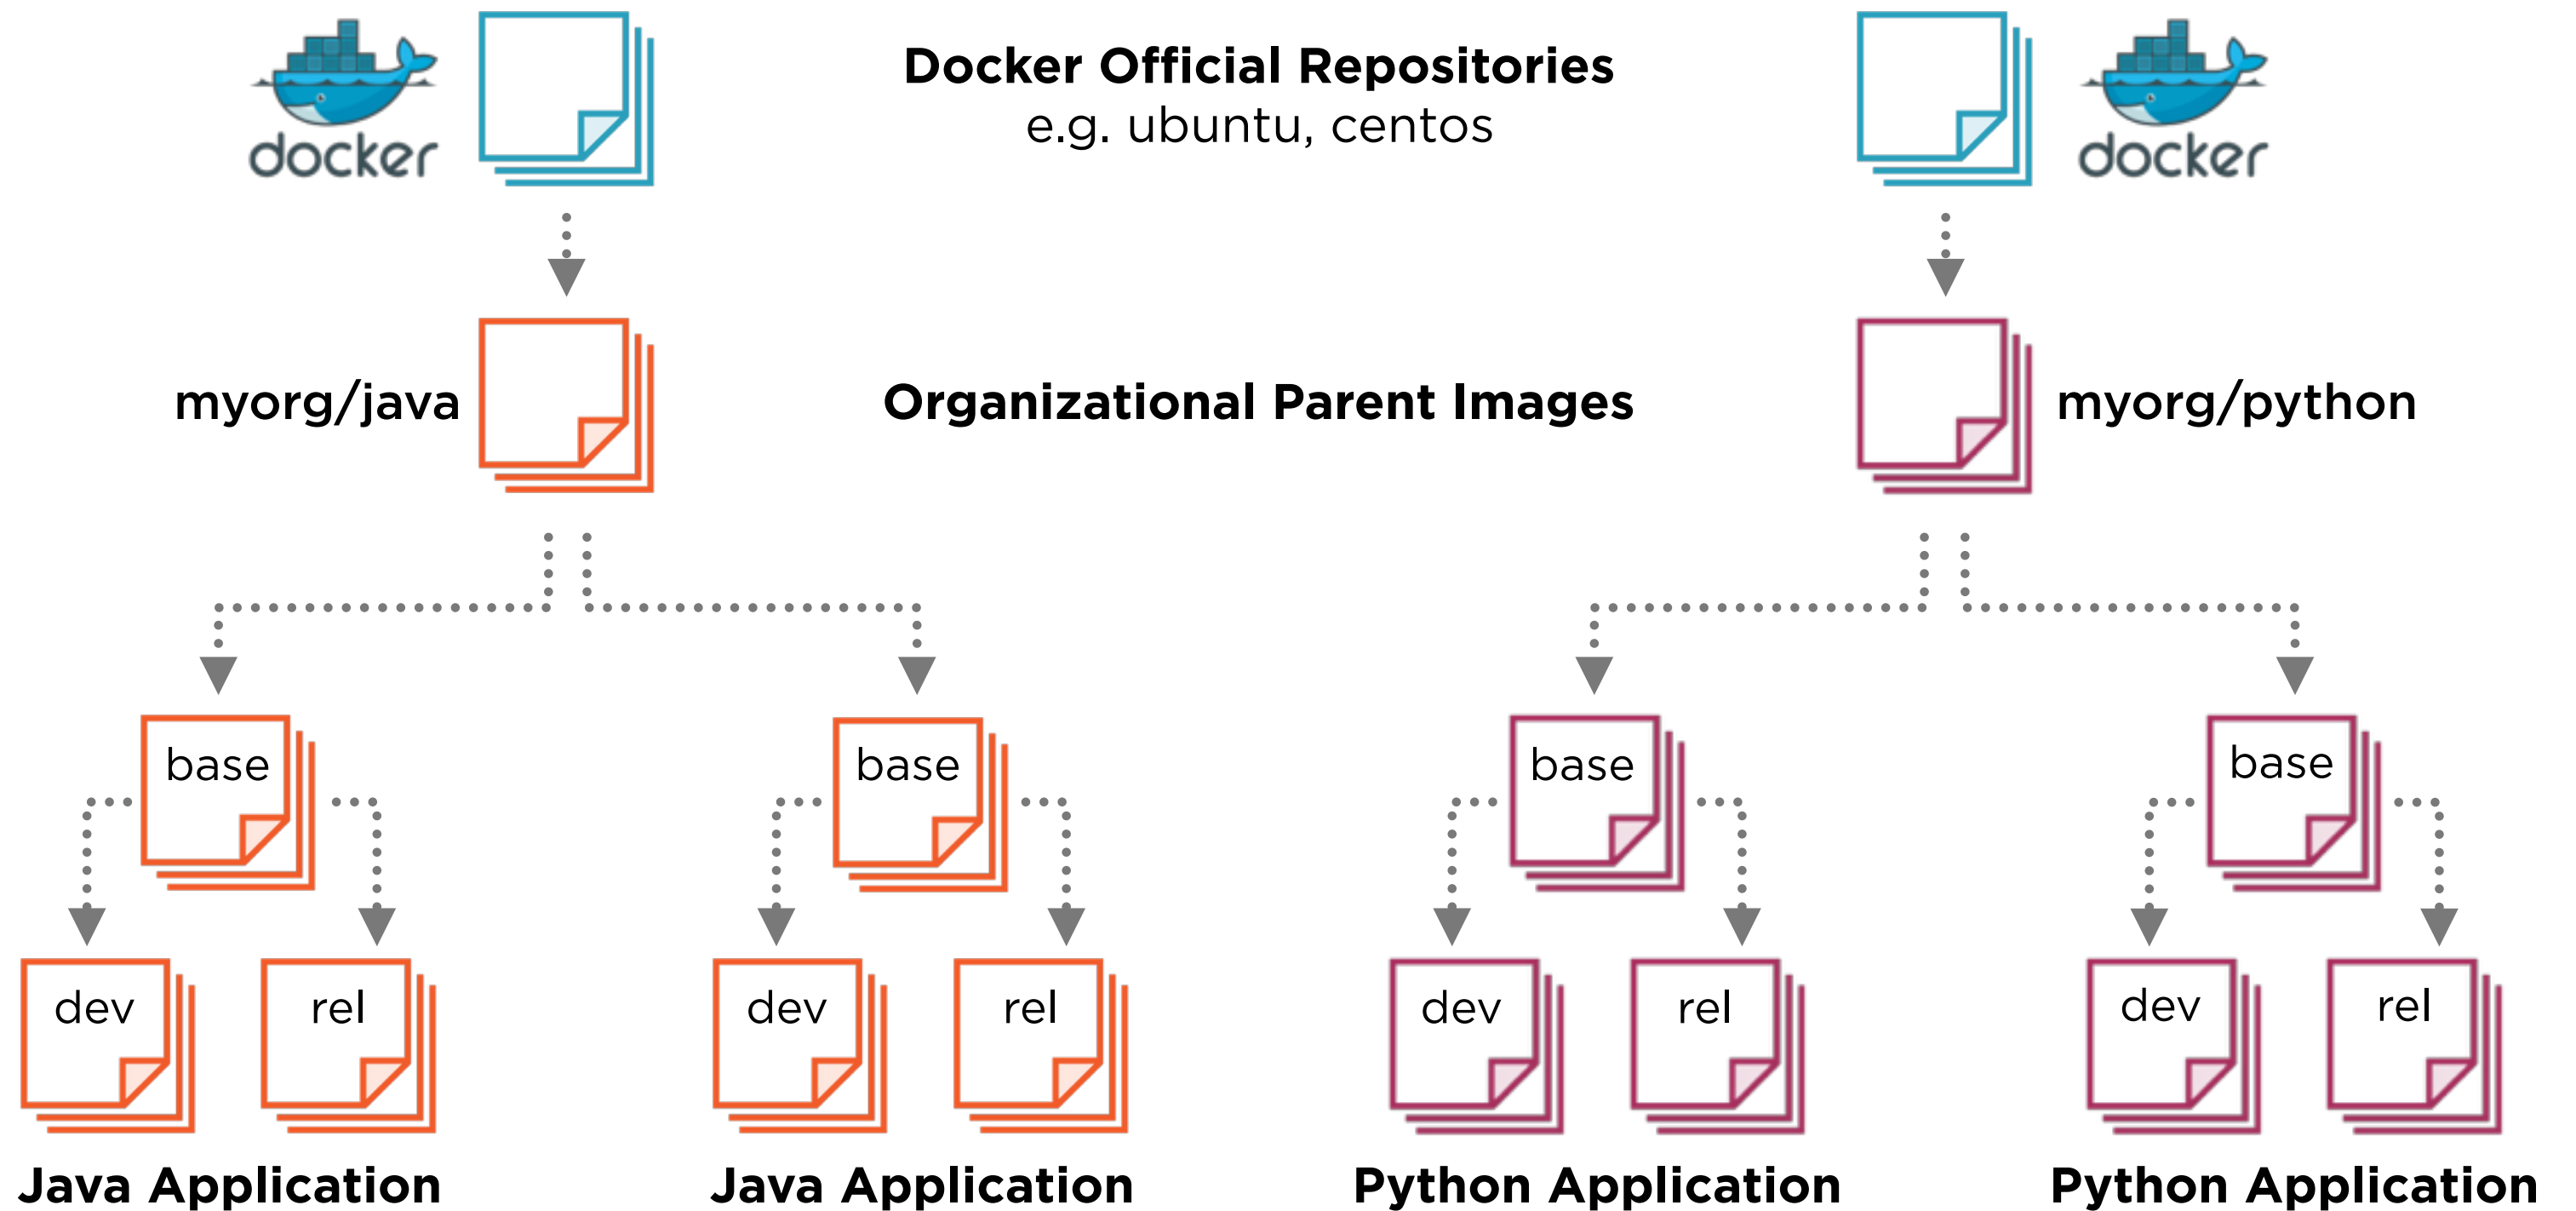 docker
Docker Official Repositories
e.g. ubuntu, centos
docker
myorg/java
Organizational Parent Images
myorg/python
base
base
base
base
dev
rel
dev
rel
dev
rel
dev
rel
Java Application
Java Application
Python Application
Python Application